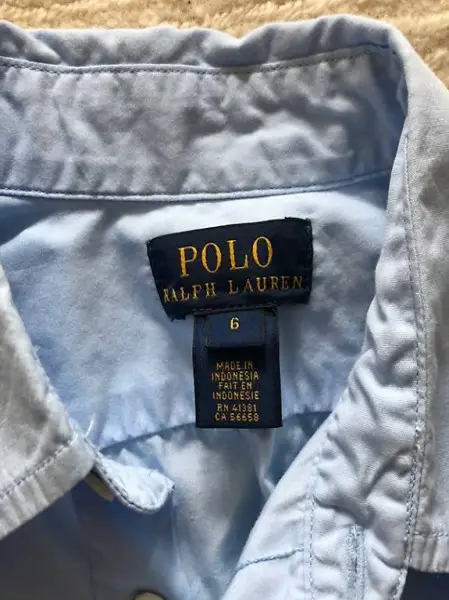 POLO
RALPH LAUREN
6
MADE IN
INDONESIA
FAIT EN
INDONESIE
RN 41381
CA 56658